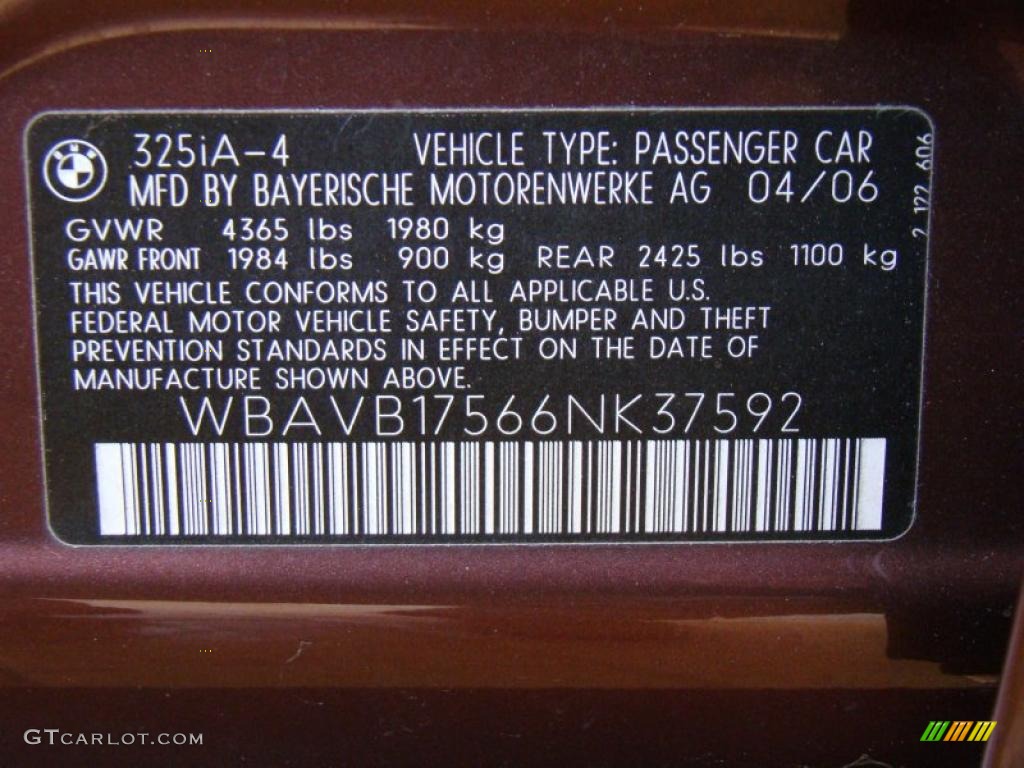 325iA-4 VEHICLE TYPE: PASSENGER CAR
MFD BY BAYERISCHE MOTORENWERKE AG 04/06
GVWR 4365 lbs 1980 kg
GAWR FRONT 1984 lbs 900 kg REAR 2425 lbs 1100 kg
THIS VEHICLE CONFORMS TO ALL APPLICABLE U.S.
FEDERAL MOTOR VEHICLE SAFETY, BUMPER AND THEFT
PREVENTION STANDARDS IN EFFECT ON THE DATE OF
MANUFACTURE SHOWN ABOVE.
WBAVB17566NK37592
2 122 606
GTCARLOT.COM